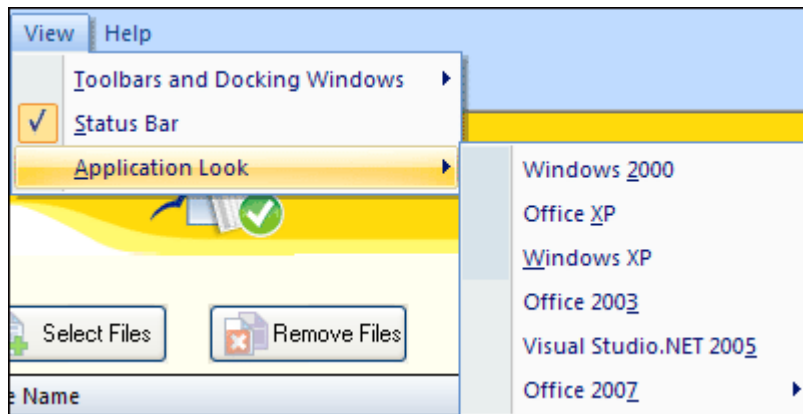 View Help
Toolbars and Docking Windows
Status Bar
Application Look
Windows 2000
Office XP
Windows XP
Office 2003
Visual Studio.NET 2005
Office 2007
Select Files
Remove Files
Name